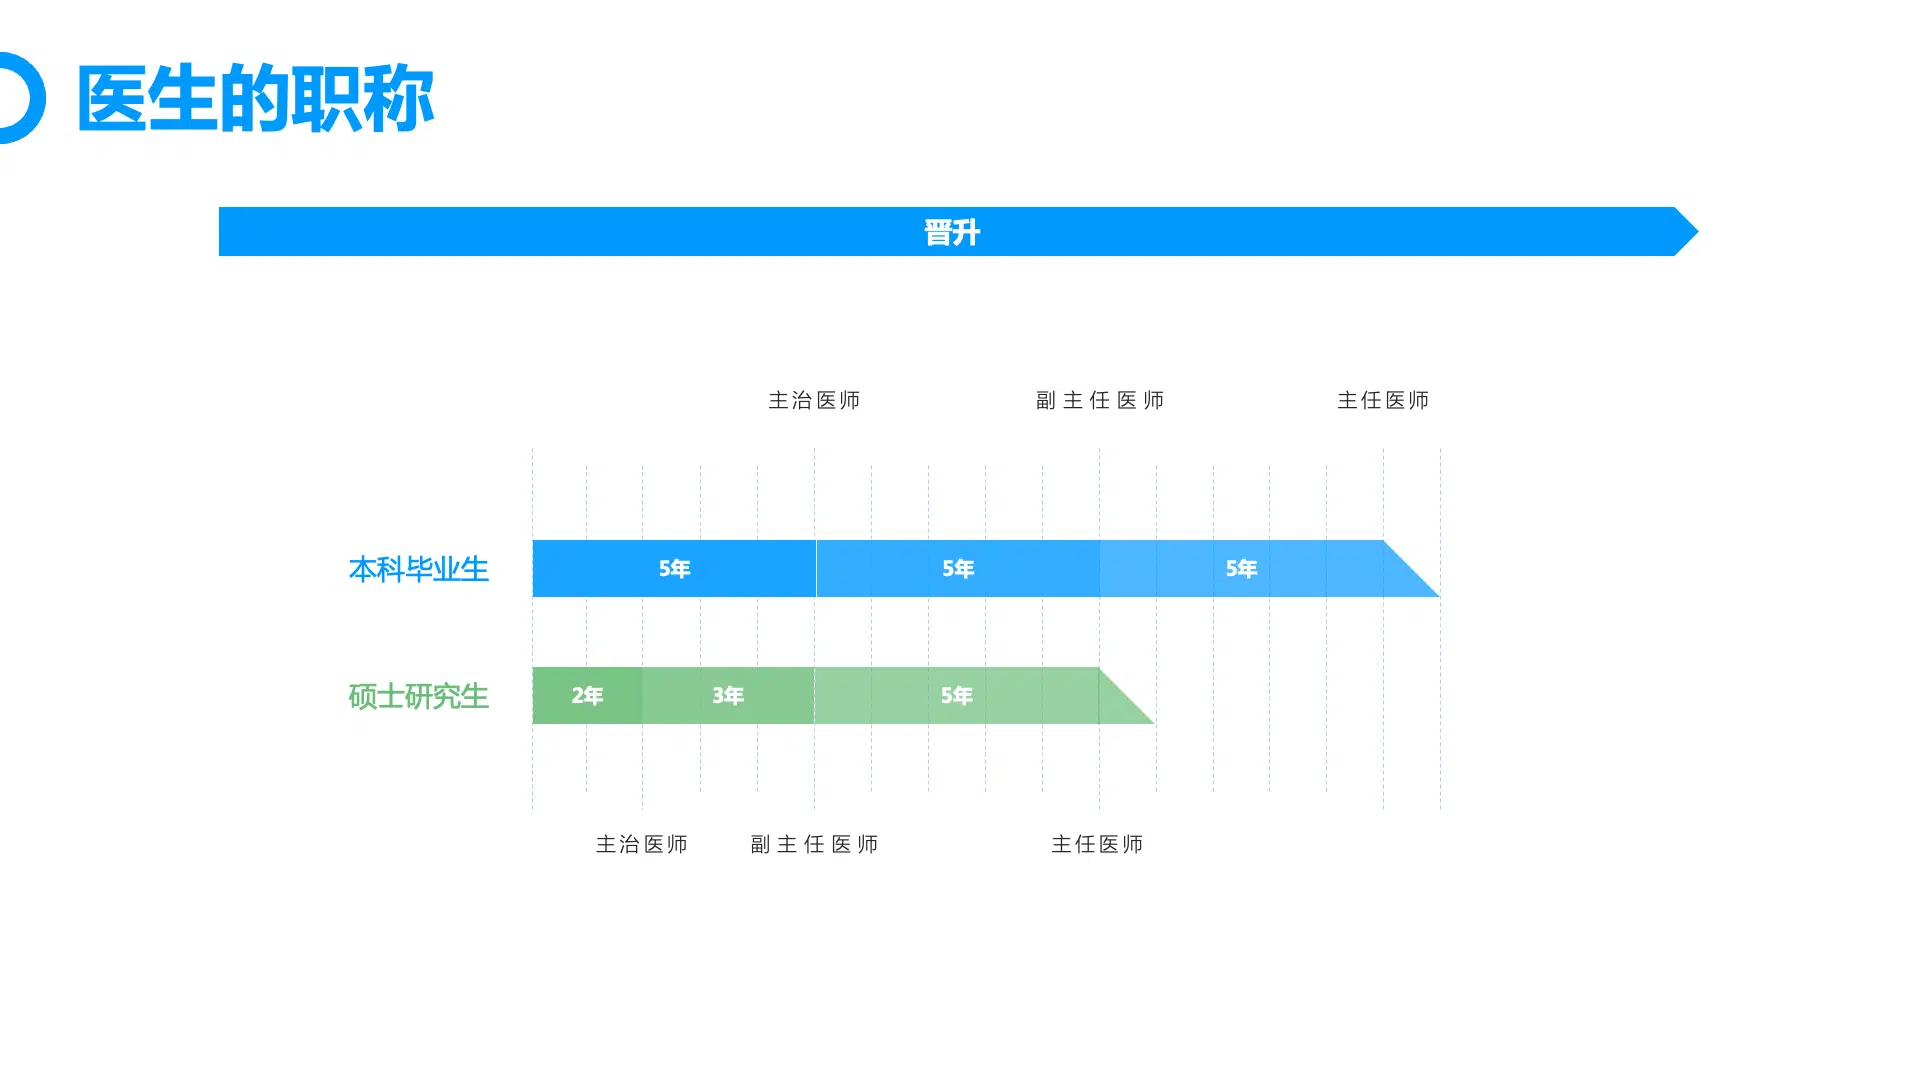 医生的职称
晋升
主治医师 副主任医师 主任医师
本科毕业生 5年 5年 5年
硕士研究生 2年 3年 5年
主治医师 副主任医师 主任医师